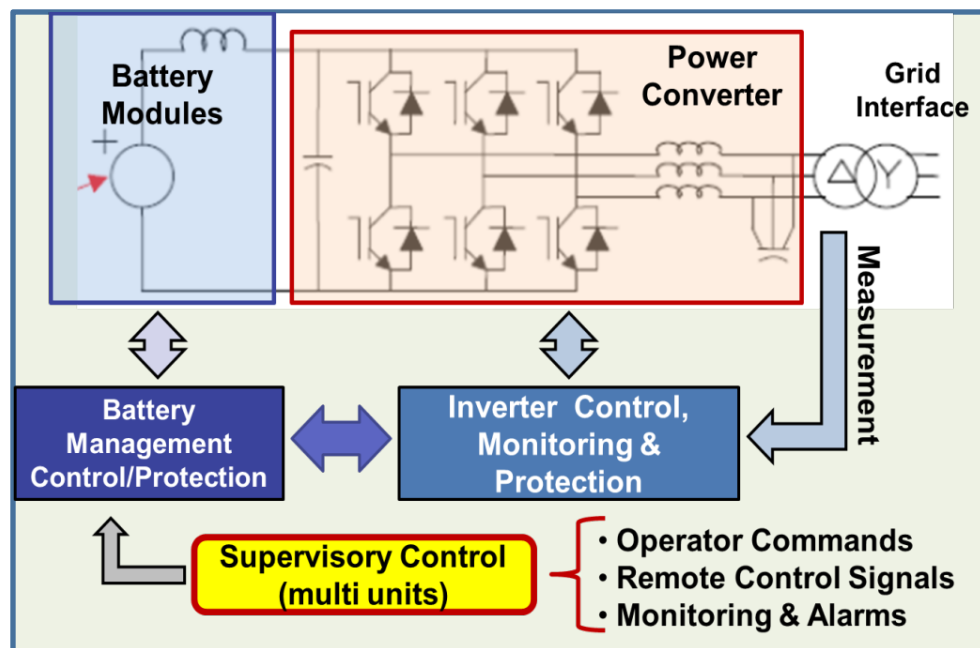 Battery
Modules
+
Power
Converter
Grid
Interface
Δ Y
Measurement
Battery
Management
Control/Protection
Inverter Control,
Monitoring &
Protection
Supervisory Control
(multi units)
• Operator Commands
• Remote Control Signals
• Monitoring & Alarms